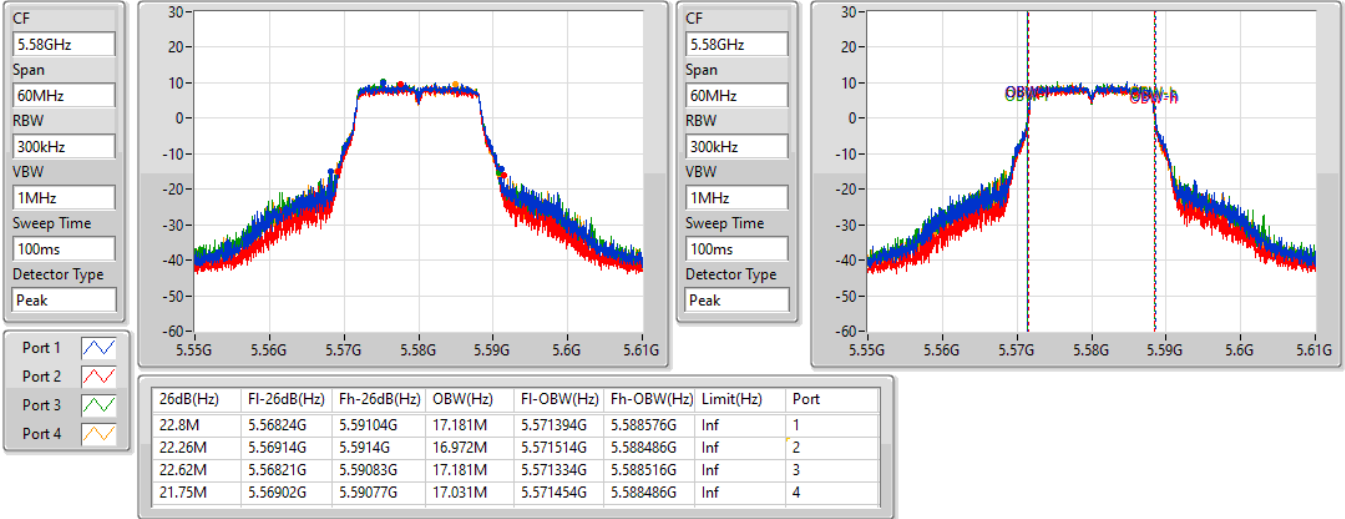 CF
5.58GHz
Span
60MHz
RBW
300kHz
VBW
1MHz
Sweep Time
100ms
Detector Type
Peak
30
20
10
0
-10
-20
-30
-40
-50
-60
5.55G 5.56G 5.57G 5.58G 5.59G 5.6G 5.61G
CF
5.58GHz
Span
60MHz
RBW
300kHz
VBW
1MHz
Sweep Time
100ms
Detector Type
Peak
30
20
10
0
-10
-20
-30
-40
-50
-60
OBW-h
5.55G 5.56G 5.57G 5.58G 5.59G 5.6G 5.61G
Port 1
Port 2
Port 3
Port 4
26dB(Hz) Fl-26dB(Hz) Fh-26dB(Hz) OBW(Hz) Fl-OBW(Hz) Fh-OBW(Hz) Limit(Hz) Port
22.8M 5.56824G 5.59104G 17.181M 5.571394G 5.588576G Inf 1
22.26M 5.56914G 5.5914G 16.972M 5.571514G 5.588486G Inf 2
22.62M 5.56821G 5.59083G 17.181M 5.571334G 5.588516G Inf 3
21.75M 5.56902G 5.59077G 17.031M 5.571454G 5.588486G Inf 4